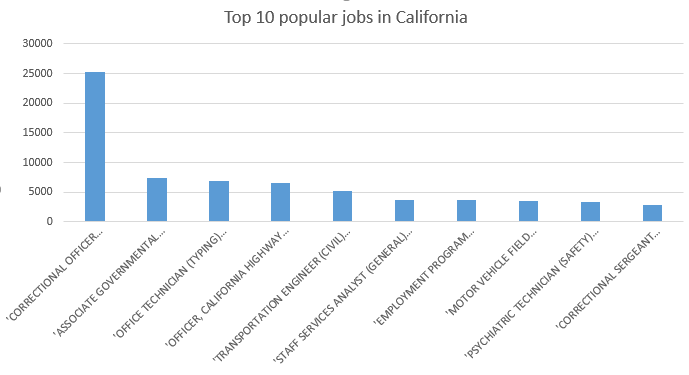 Top 10 popular jobs in California
30000
25000
20000
15000
10000
5000
0
'CORRECTIONAL OFFICER...
'ASSOCIATE GOVERNMENTAL...
'OFFICE TECHNICIAN (TYPING)...
'OFFICER, CALIFORNIA HIGHWAY...
'TRANSPORTATION ENGINEER (CIVIL)...
'STAFF SERVICES ANALYST (GENERAL)...
'EMPLOYMENT PROGRAM...
'MOTOR VEHICLE FIELD...
'PSYCHIATRIC TECHNICIAN (SAFETY)...
'CORRECTIONAL SERGEANT...